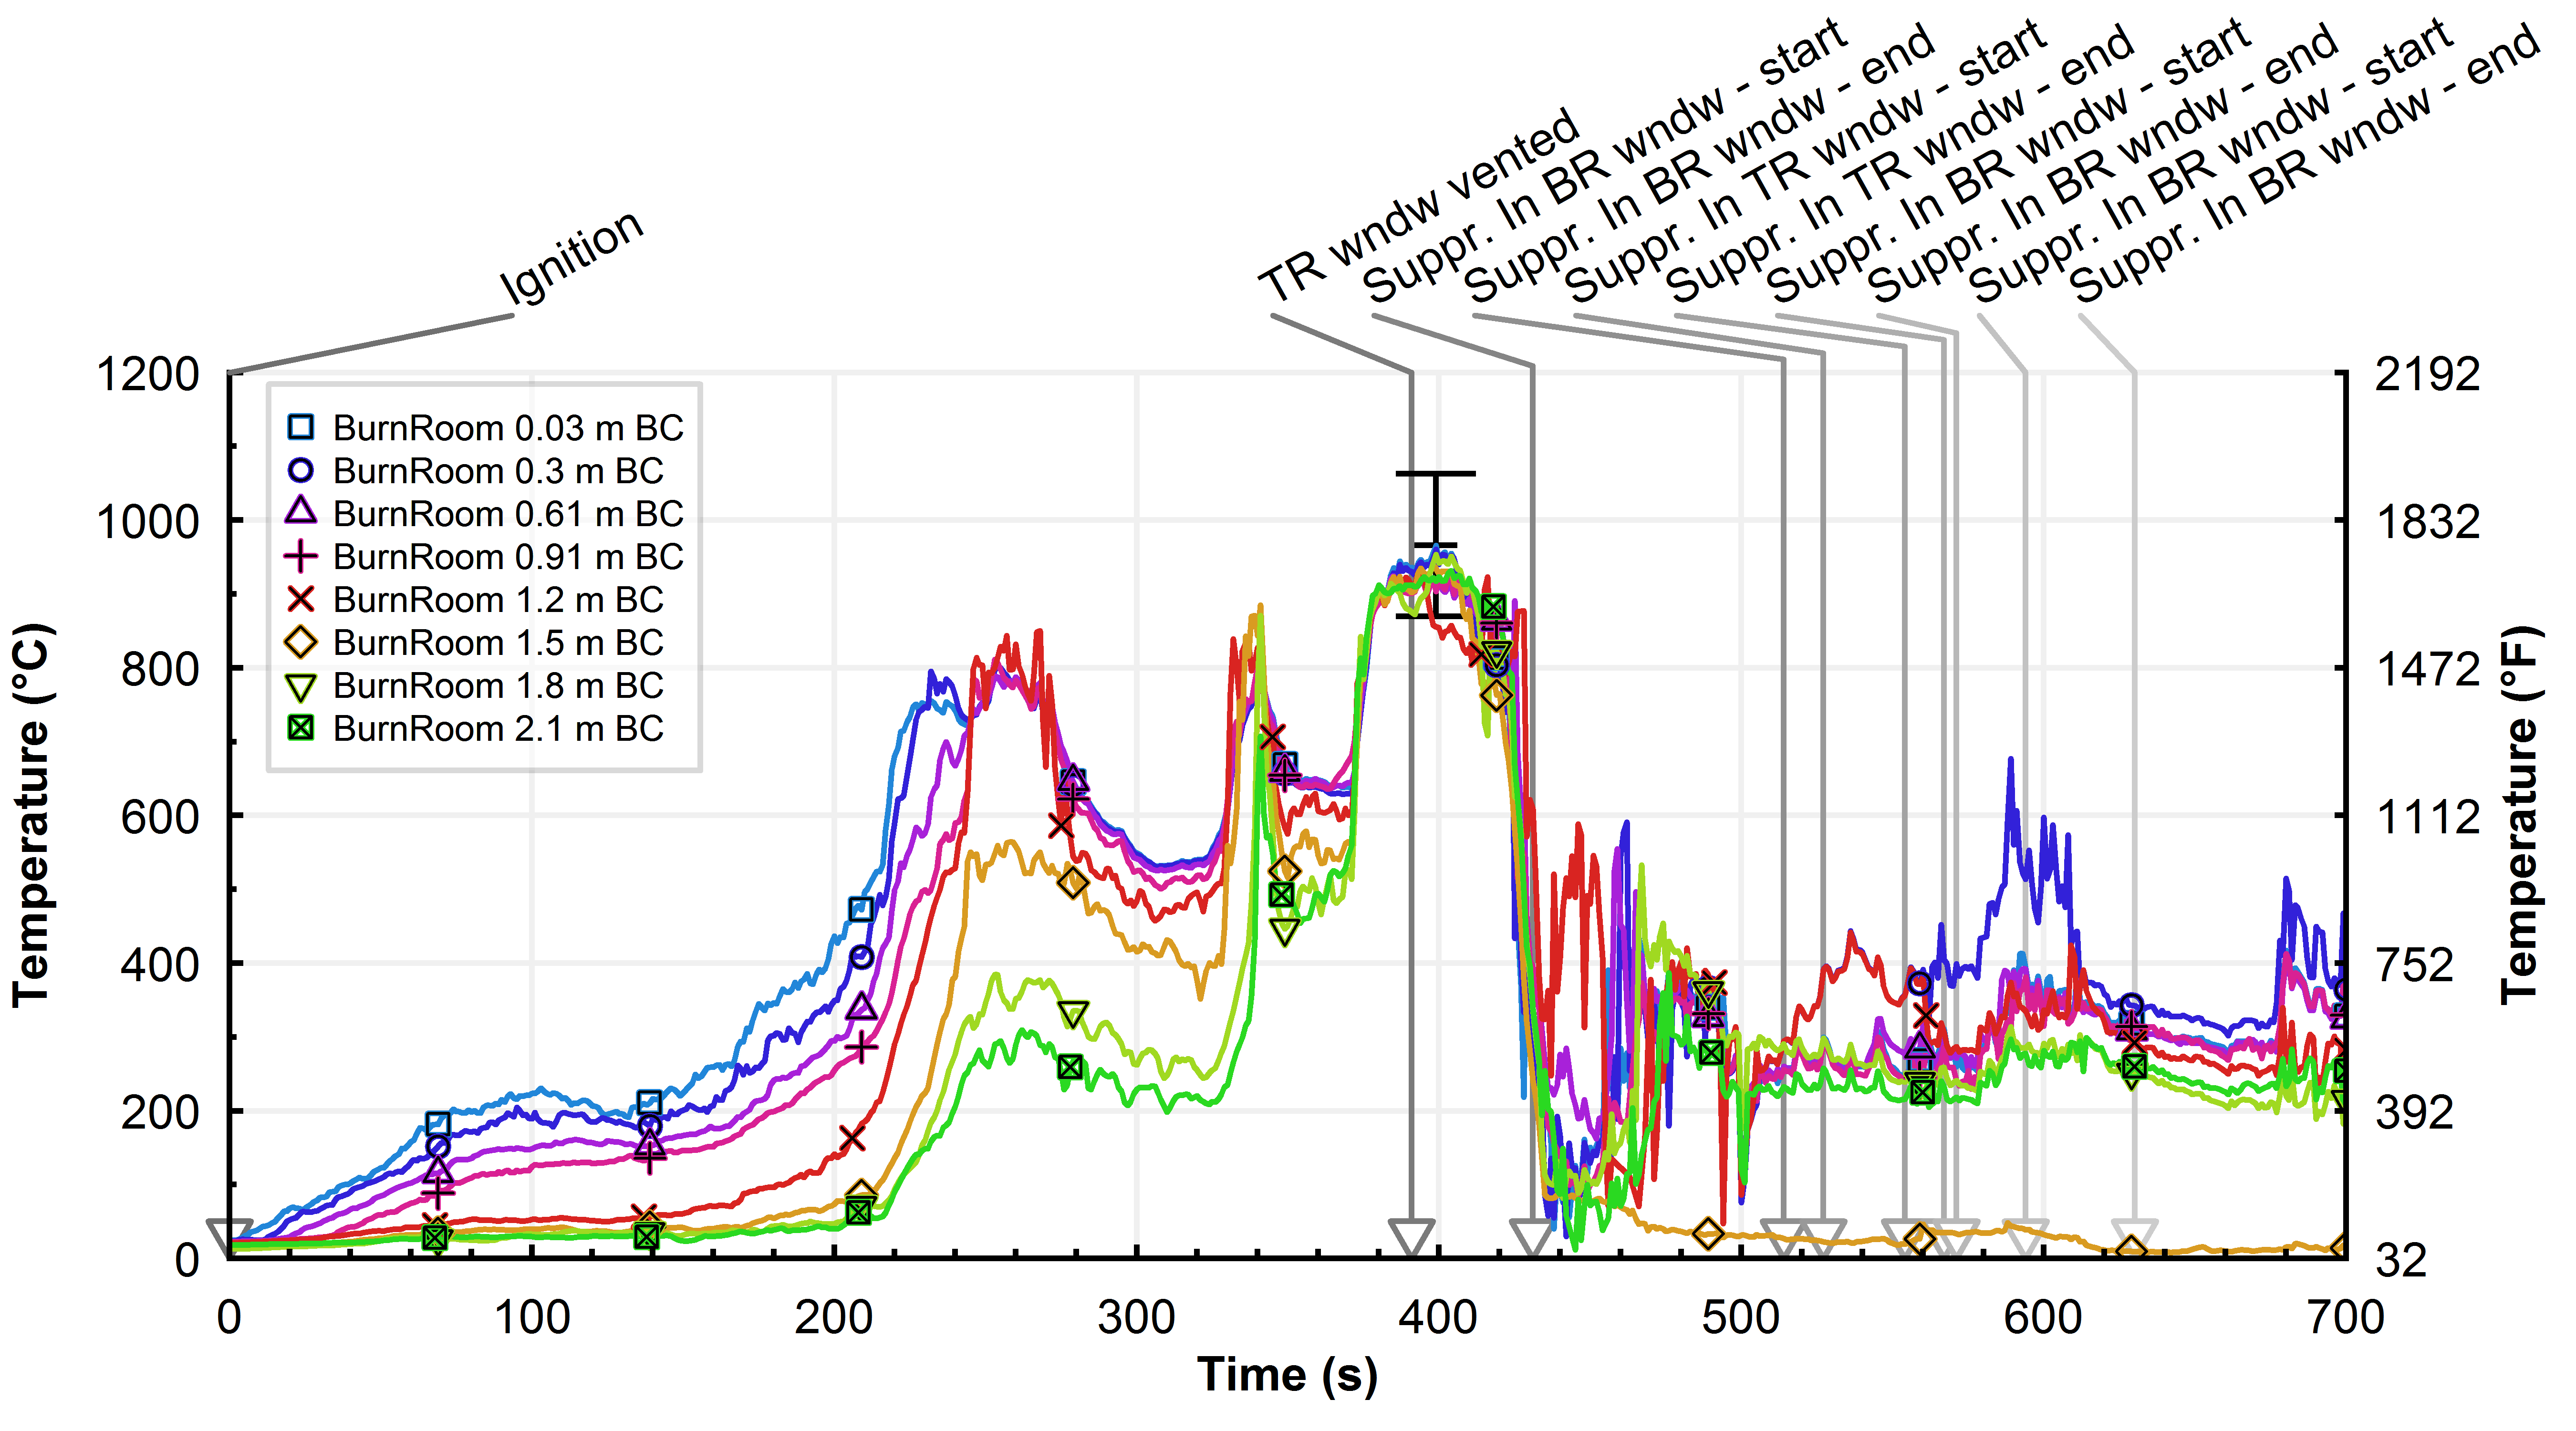 Ignition
TR wndw vented
Suppr. In BR wndw - start
Suppr. In BR wndw - end
Suppr. In TR wndw - start
Suppr. In TR wndw - end
Suppr. In BR wndw - start
Suppr. In BR wndw - end
Suppr. In BR wndw - start
Suppr. In BR wndw - end
1200
1000
800
600
400
200
0
Temperature (°C)
BurnRoom 0.03 m BC
BurnRoom 0.3 m BC
BurnRoom 0.61 m BC
BurnRoom 0.91 m BC
BurnRoom 1.2 m BC
BurnRoom 1.5 m BC
BurnRoom 1.8 m BC
BurnRoom 2.1 m BC
2192
1832
1472
1112
752
392
32
Temperature (°F)
0 100 200 300 400 500 600 700
Time (s)